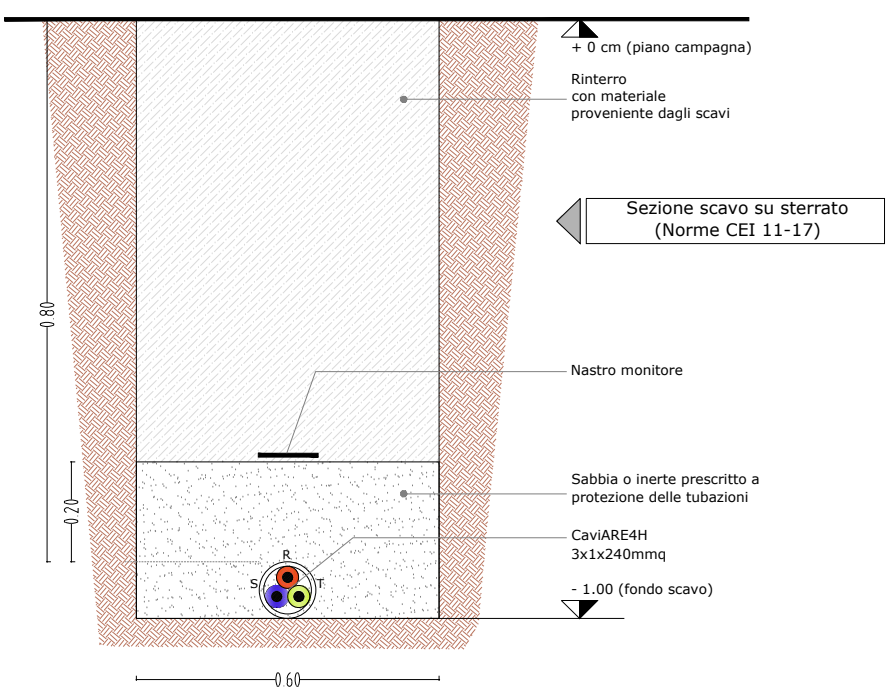 + 0 cm (piano campagna)
Rinterro
con materiale
proveniente dagli scavi
Sezione scavo su sterrato
(Norme CEI 11-17)
0.80
Nastro monitore
Sabbia o inerte prescritto a
protezione delle tubazioni
0.20
CaviARE4H
3x1x240mmq
R
S
T
- 1.00 (fondo scavo)
0.60